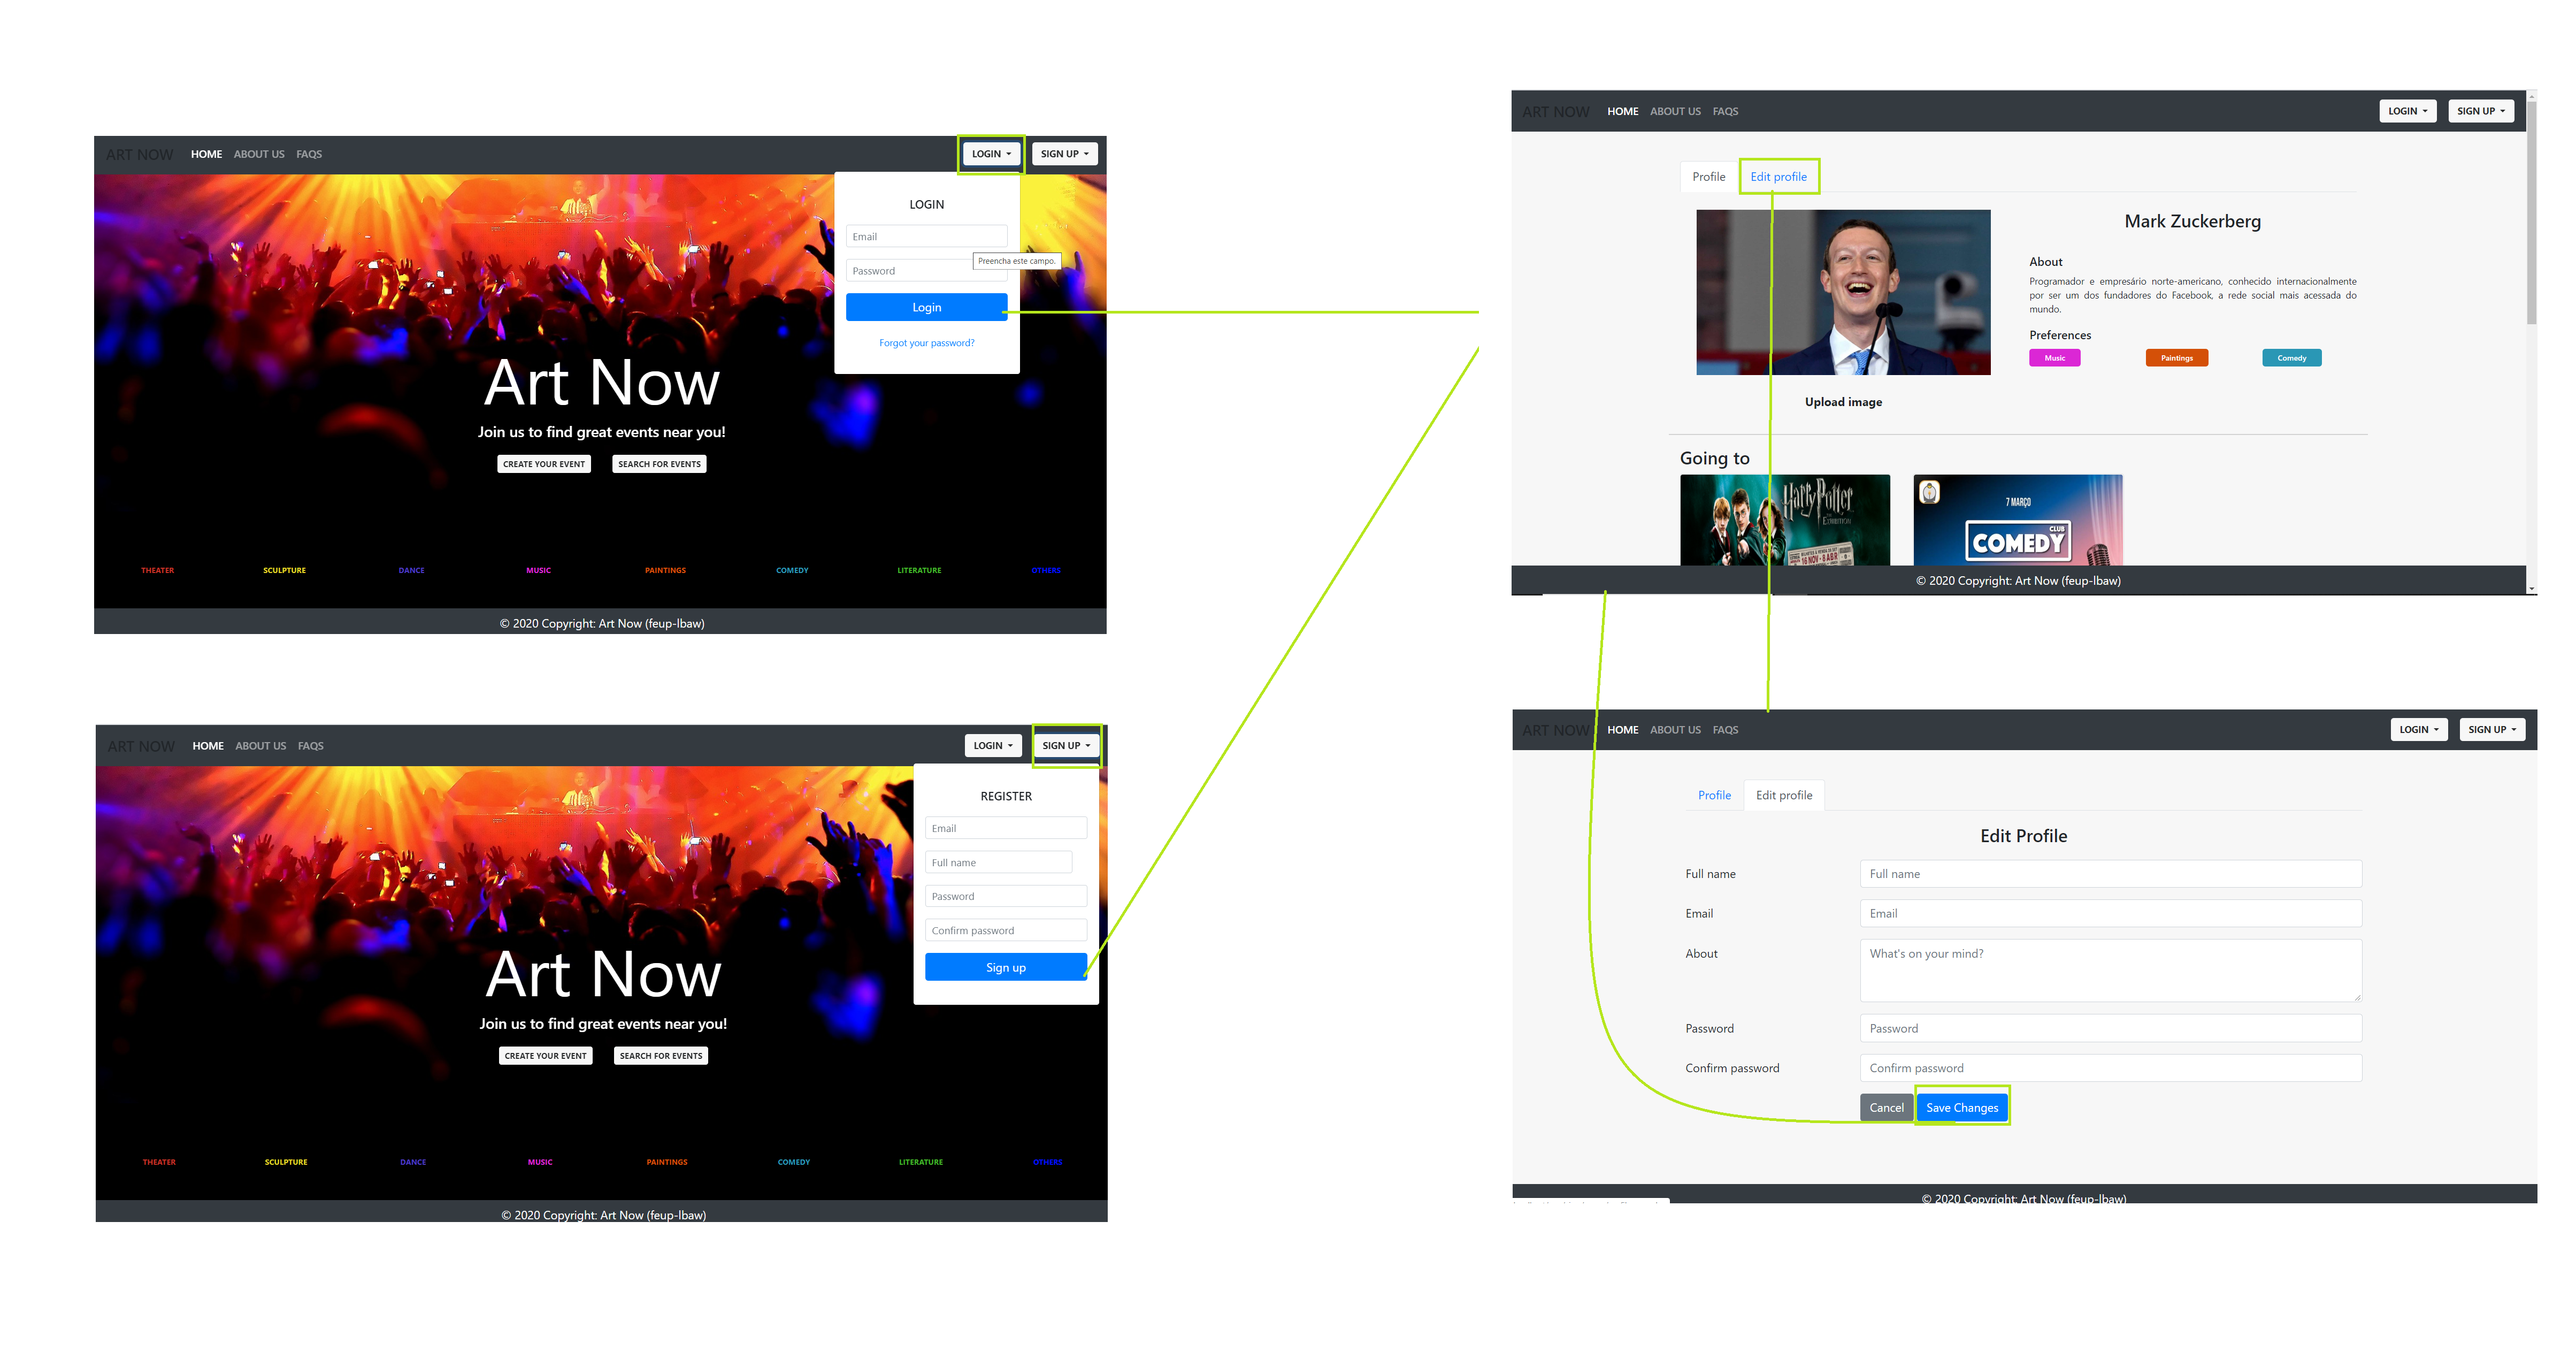 ART NOW HOME ABOUT US FAQS LOGIN SIGN UP
LOGIN
Email
Password
Preencha este campo.
Login
Forgot your password?
Art Now
Join us to find great events near you!
CREATE YOUR EVENT SEARCH FOR EVENTS
THEATER SCULPTURE DANCE MUSIC PAINTINGS COMEDY LITERATURE OTHERS
© 2020 Copyright: Art Now (feup-lbaw)
ART NOW HOME ABOUT US FAQS LOGIN SIGN UP
Profile Edit profile
Mark Zuckerberg
About
Programador e empresário norte-americano, conhecido internacionalmente
por ser um dos fundadores do Facebook, a rede social mais acessada do
mundo.
Preferences
Music Paintings Comedy
Upload image
Going to
Harry Potter
THE EXHIBITION
16 NOV - 8 ABR
7 MARÇO
CLUB
COMEDY
© 2020 Copyright: Art Now (feup-lbaw)
ART NOW HOME ABOUT US FAQS LOGIN SIGN UP
REGISTER
Email
Full name
Password
Confirm password
Sign up
Art Now
Join us to find great events near you!
CREATE YOUR EVENT SEARCH FOR EVENTS
THEATER SCULPTURE DANCE MUSIC PAINTINGS COMEDY LITERATURE OTHERS
© 2020 Copyright: Art Now (feup-lbaw)
ART NOW HOME ABOUT US FAQS LOGIN SIGN UP
Profile Edit profile
Edit Profile
Full name Full name
Email Email
About What's on your mind?
Password Password
Confirm password Confirm password
Cancel Save Changes
© 2020 Copyright: Art Now (feup-lbaw)